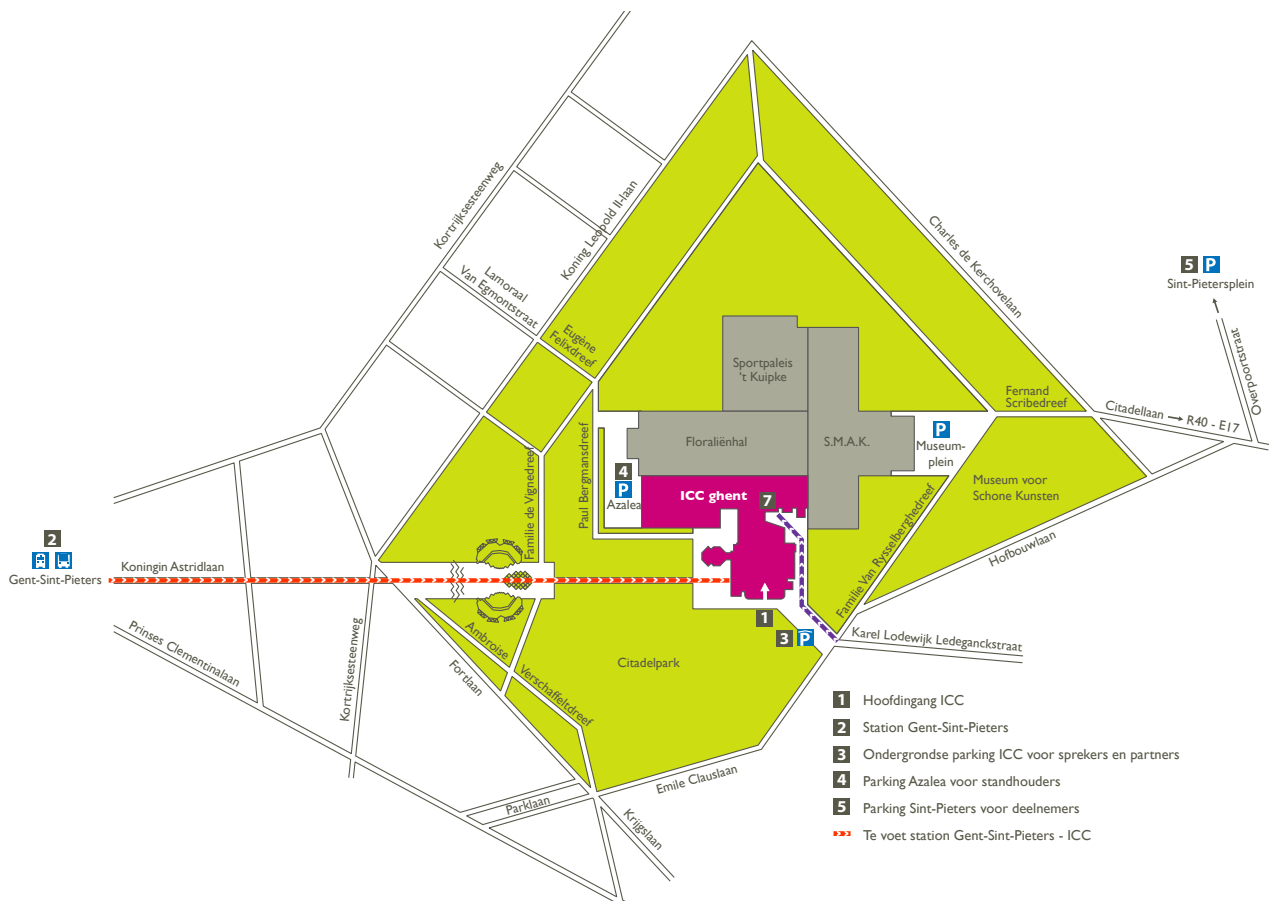 Kortrijksesteenweg
Koning Leopold II-laan
Lamoraal
Van Egmontstraat
Eugène
Felixdreef
Charles de Kerchovelaan
5 P
Sint-Pietersplein
Overpoortstraat
Sportpaleis
't Kuipke
Fernand
Scribedreef
Citadellaan → R40 - E17
Floraliënhal
S.M.A.K.
P
Museum-
plein
Museum voor
Schone Kunsten
Paul Bergmansdreef
Familie de Vignedreef
4
P
Azalea
ICC ghent
7
Familie Van Rysselberghedreef
Hofbouwlaan
2
Gent-Sint-Pieters
Koningin Astridlaan
Prinses Clementinalaan
Kortrijksesteenweg
Fortlaan
Ambroise
Verschaffeltdreef
Citadelpark
1
3 P
Karel Lodewijk Ledeganckstraat
Emile Clauslaan
Parklaan
Krijgslaan
1 Hoofdingang ICC
2 Station Gent-Sint-Pieters
3 Ondergrondse parking ICC voor sprekers en partners
4 Parking Azalea voor standhouders
5 Parking Sint-Pieters voor deelnemers
Te voet station Gent-Sint-Pieters - ICC